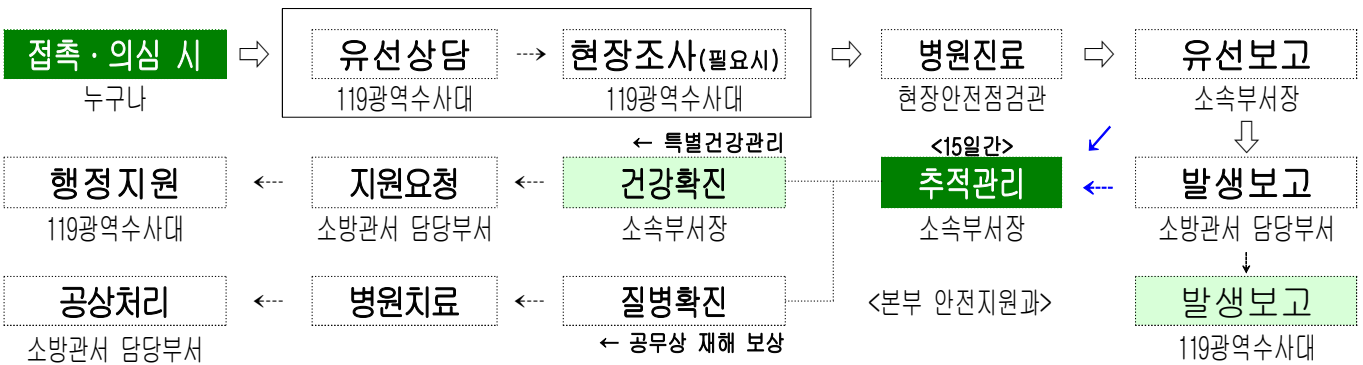 접촉·의심 시
누구나
유선상담
119광역수사대
현장조사(필요시)
119광역수사대
병원진료
현장안전점검관
유선보고
소속부서장
← 특별건강관리
<15일간>
행정지원
119광역수사대
지원요청
소방관서 담당부서
건강확진
소속부서장
추적관리
소속부서장
발생보고
소방관서 담당부서
공상처리
소방관서 담당부서
병원치료
질병확진
← 공무상 재해 보상
<본부 안전지원과>
발생보고
119광역수사대